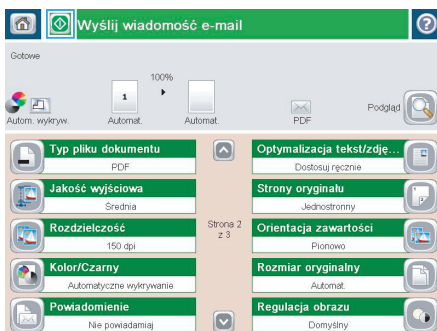 Wyślij wiadomość e-mail
Gotowe
100%
1
Autom. wykryw.
Automat.
Automat.
PDF
Podgląd
Typ pliku dokumentu
PDF
Optymalizacja tekst/zdję...
Dostosuj ręcznie
Jakość wyjściowa
Średnia
Strony oryginału
Jednostronny
Rozdzielczość
150 dpi
Strona 2
z 3
Orientacja zawartości
Pionowo
Kolor/Czarny
Automatyczne wykrywanie
Rozmiar oryginalny
Automat.
Powiadomienie
Nie powiadamiaj
Regulacja obrazu
Domyślny